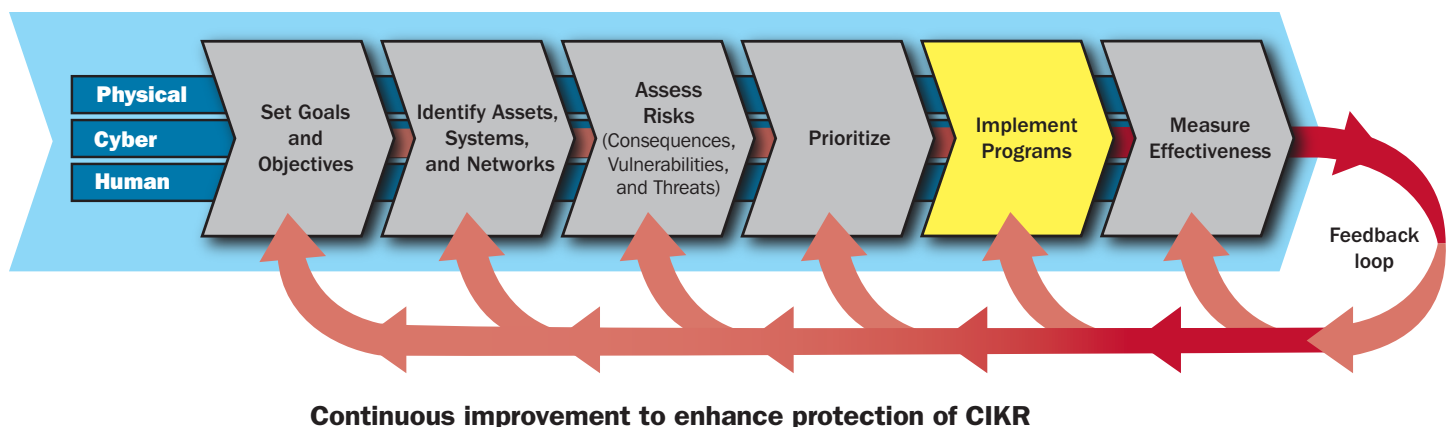 Physical
Cyber
Human
Set Goals
and
Objectives
Identify Assets,
Systems,
and Networks
Assess
Risks
(Consequences,
Vulnerabilities,
and Threats)
Prioritize
Implement
Programs
Measure
Effectiveness
Feedback
loop
Continuous improvement to enhance protection of CIKR